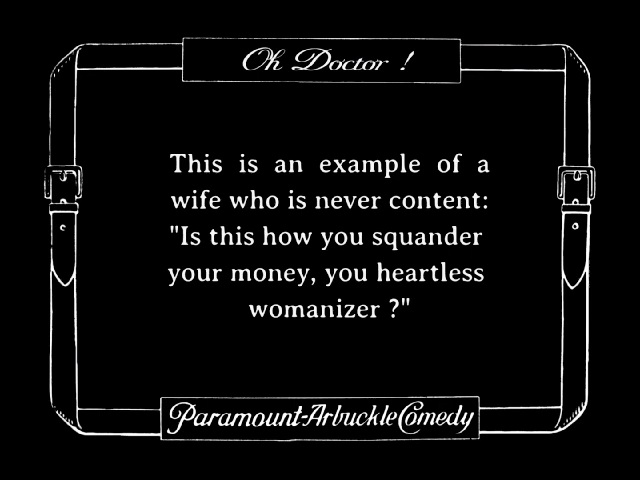 Oh Doctor !
This is an example of a
wife who is never content:
"Is this how you squander
your money, you heartless
womanizer ?"
Paramount-Arbuckle Comedy